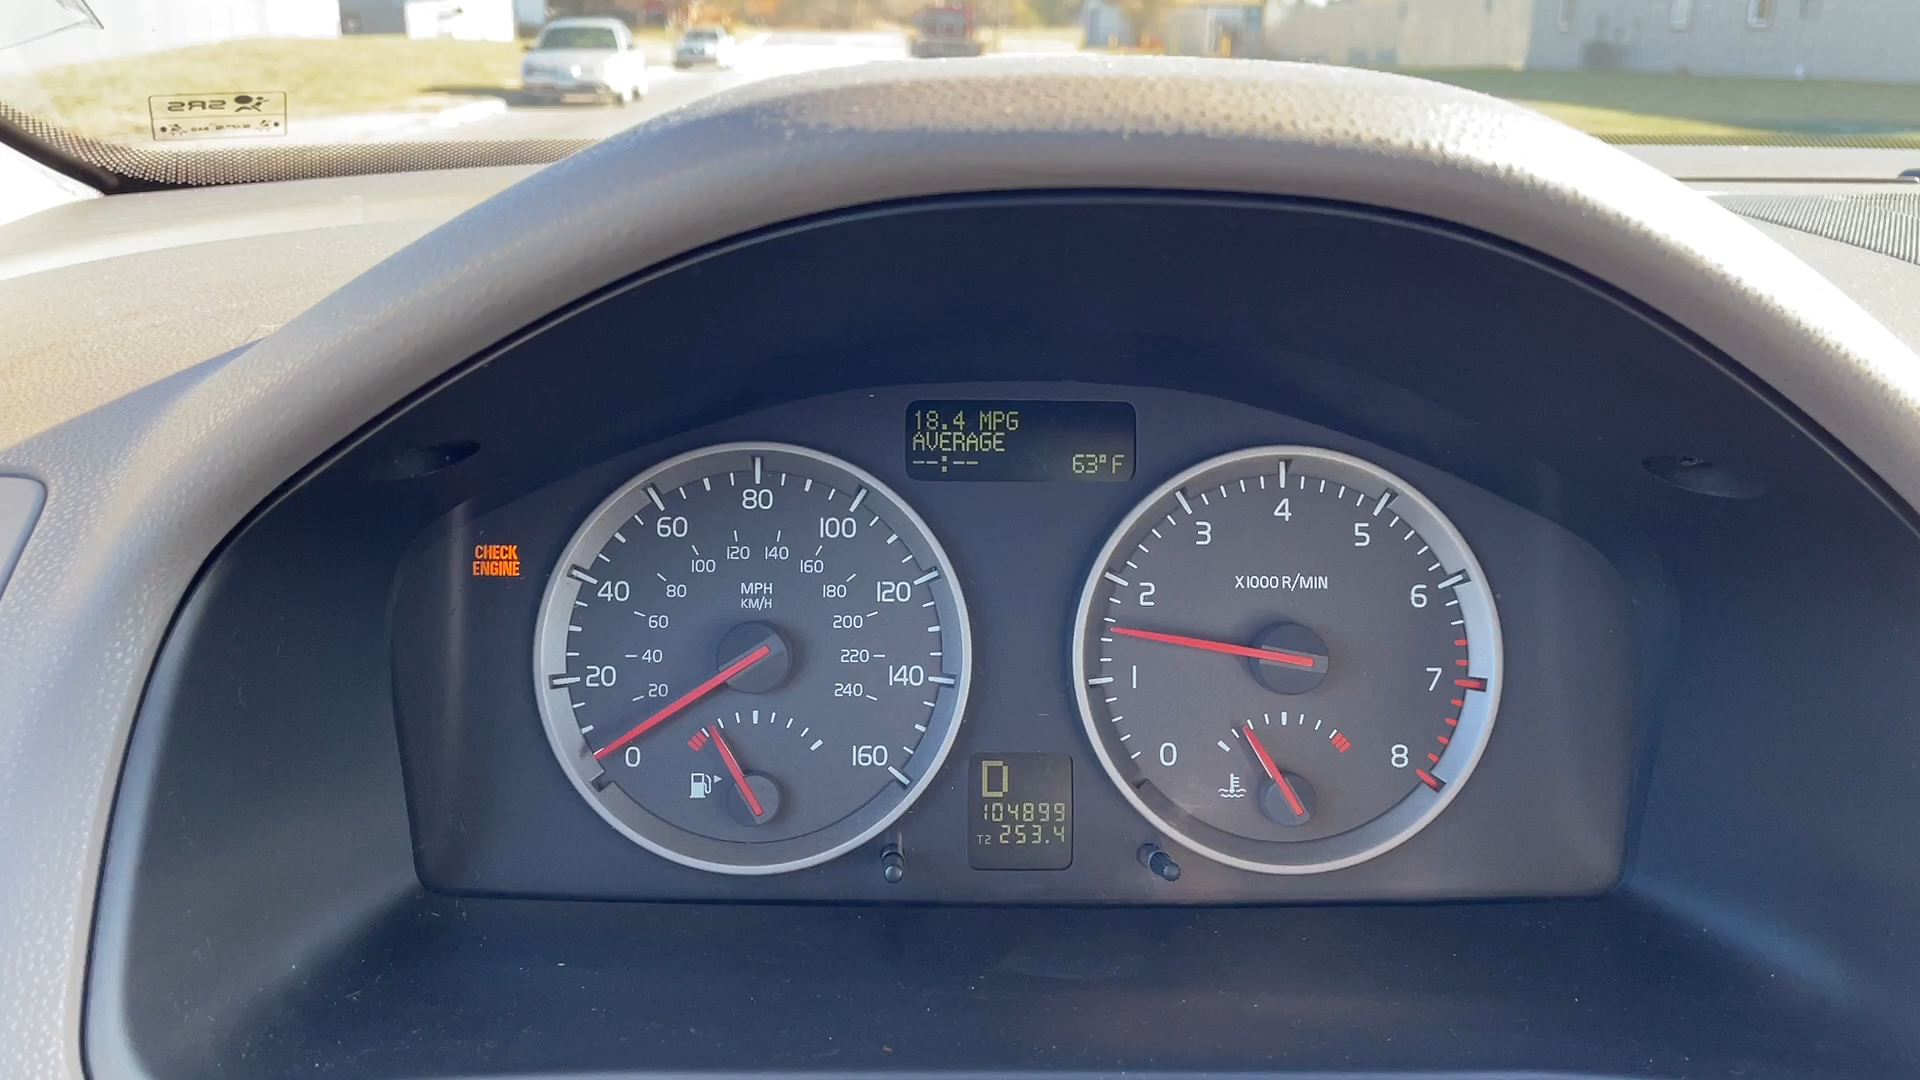 SRS
18.4 MPG
AVERAGE
--:-- 63°F
CHECK
ENGINE
0 20 40 60 80 100 120 140 160
20 40 60 80 100 120 140 160 180 200 220 240
MPH
KM/H
0 1 2 3 4 5 6 7 8
X1000 R/MIN
D
104899
T2 253.4